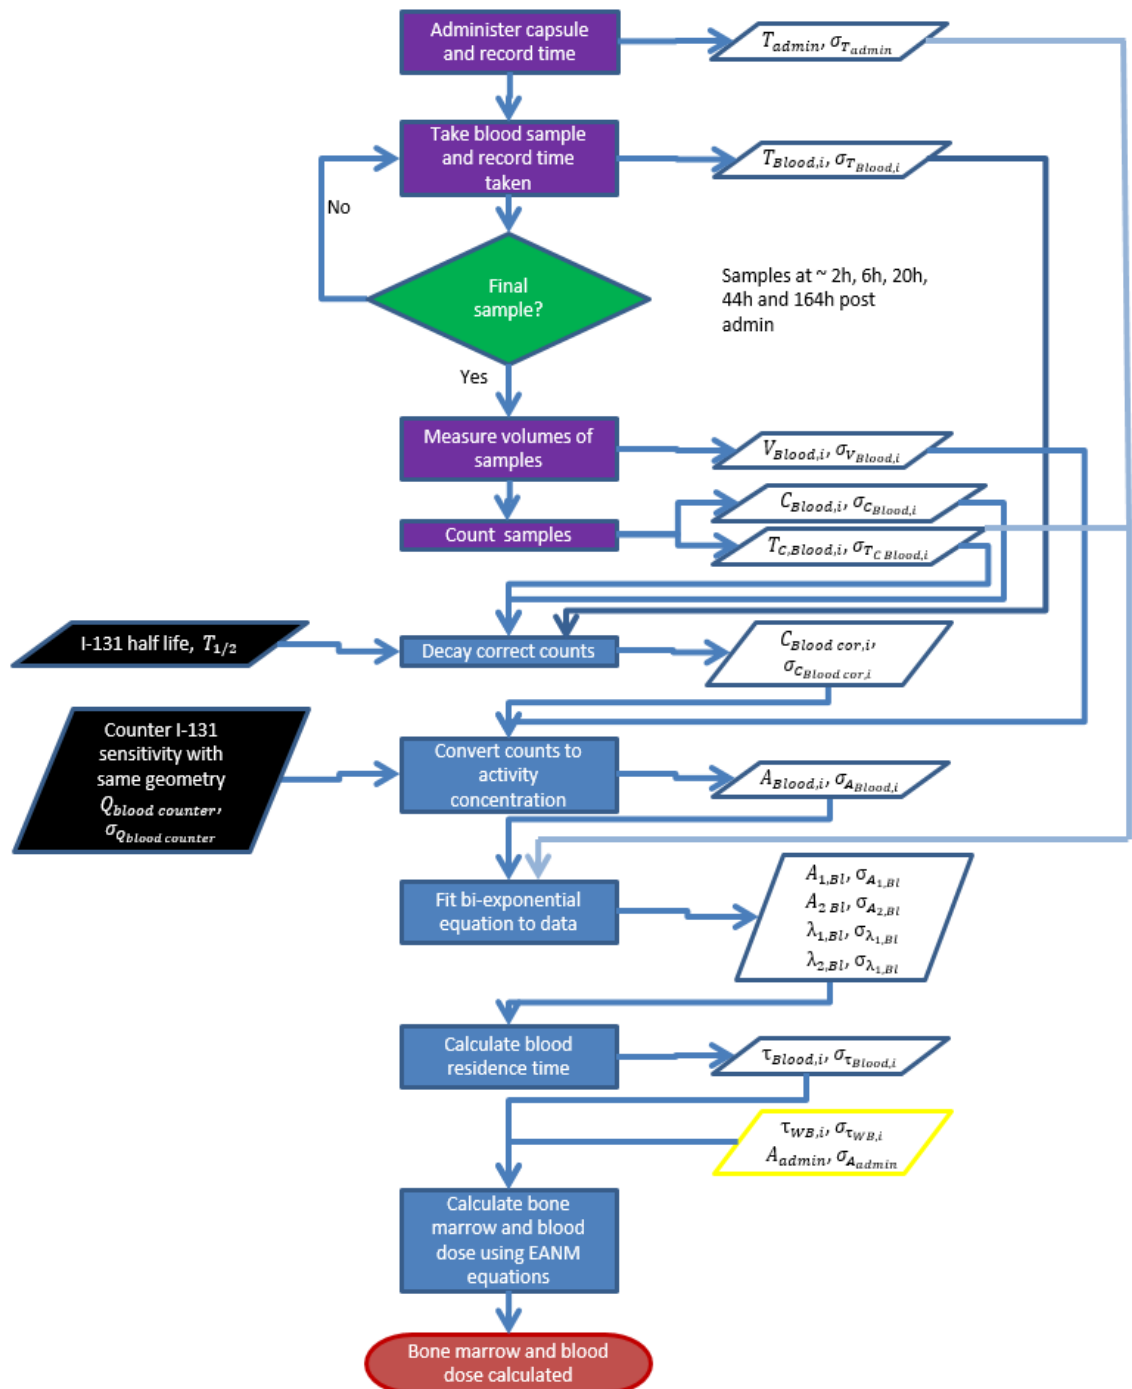 Administer capsule
and record time
T_admin, σ_T_admin
Take blood sample
and record time
taken
T_Blood,i, σ_T_Blood,i
No
Final
sample?
Samples at ~ 2h, 6h, 20h,
44h and 164h post
admin
Yes
Measure volumes of
samples
V_Blood,i, σ_V_Blood,i
Count samples
C_Blood,i, σ_C_Blood,i
T_C,Blood,i, σ_T_C Blood,i
I-131 half life, T_1/2
Decay correct counts
C_Blood cor,i,
σ_C_Blood cor,i
Counter I-131
sensitivity with
same geometry
Q_blood counter,
σ_Q_blood counter
Convert counts to
activity
concentration
A_Blood,i, σ_A_Blood,i
Fit bi-exponential
equation to data
A_1,Bl, σ_A_1,Bl
A_2 Bl, σ_A_2,Bl
λ_1,Bl, σ_λ_1,Bl
λ_2,Bl, σ_λ_1,Bl
Calculate blood
residence time
τ_Blood,i, σ_τ_Blood,i
τ_WB,i, σ_τ_WB,i
A_admin, σ_A_admin
Calculate bone
marrow and blood
dose using EANM
equations
Bone marrow and blood
dose calculated